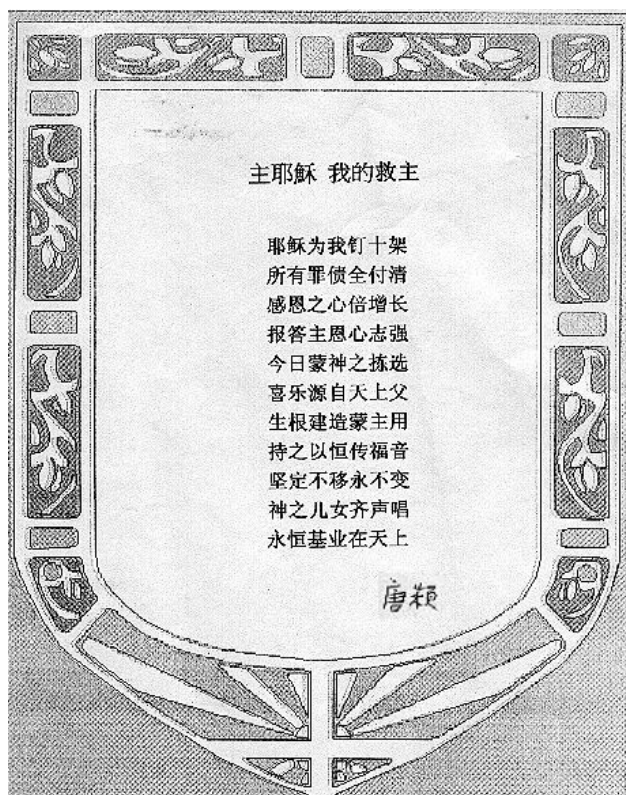 主耶稣 我的救主
耶稣为我钉十架
所有罪债全付清
感恩之心倍增长
报答主恩心志强
今日蒙神之拣选
喜乐源自天上父
生根建造蒙主用
持之以恒传福音
坚定不移永不变
神之儿女齐声唱
永恒基业在天上
唐颖